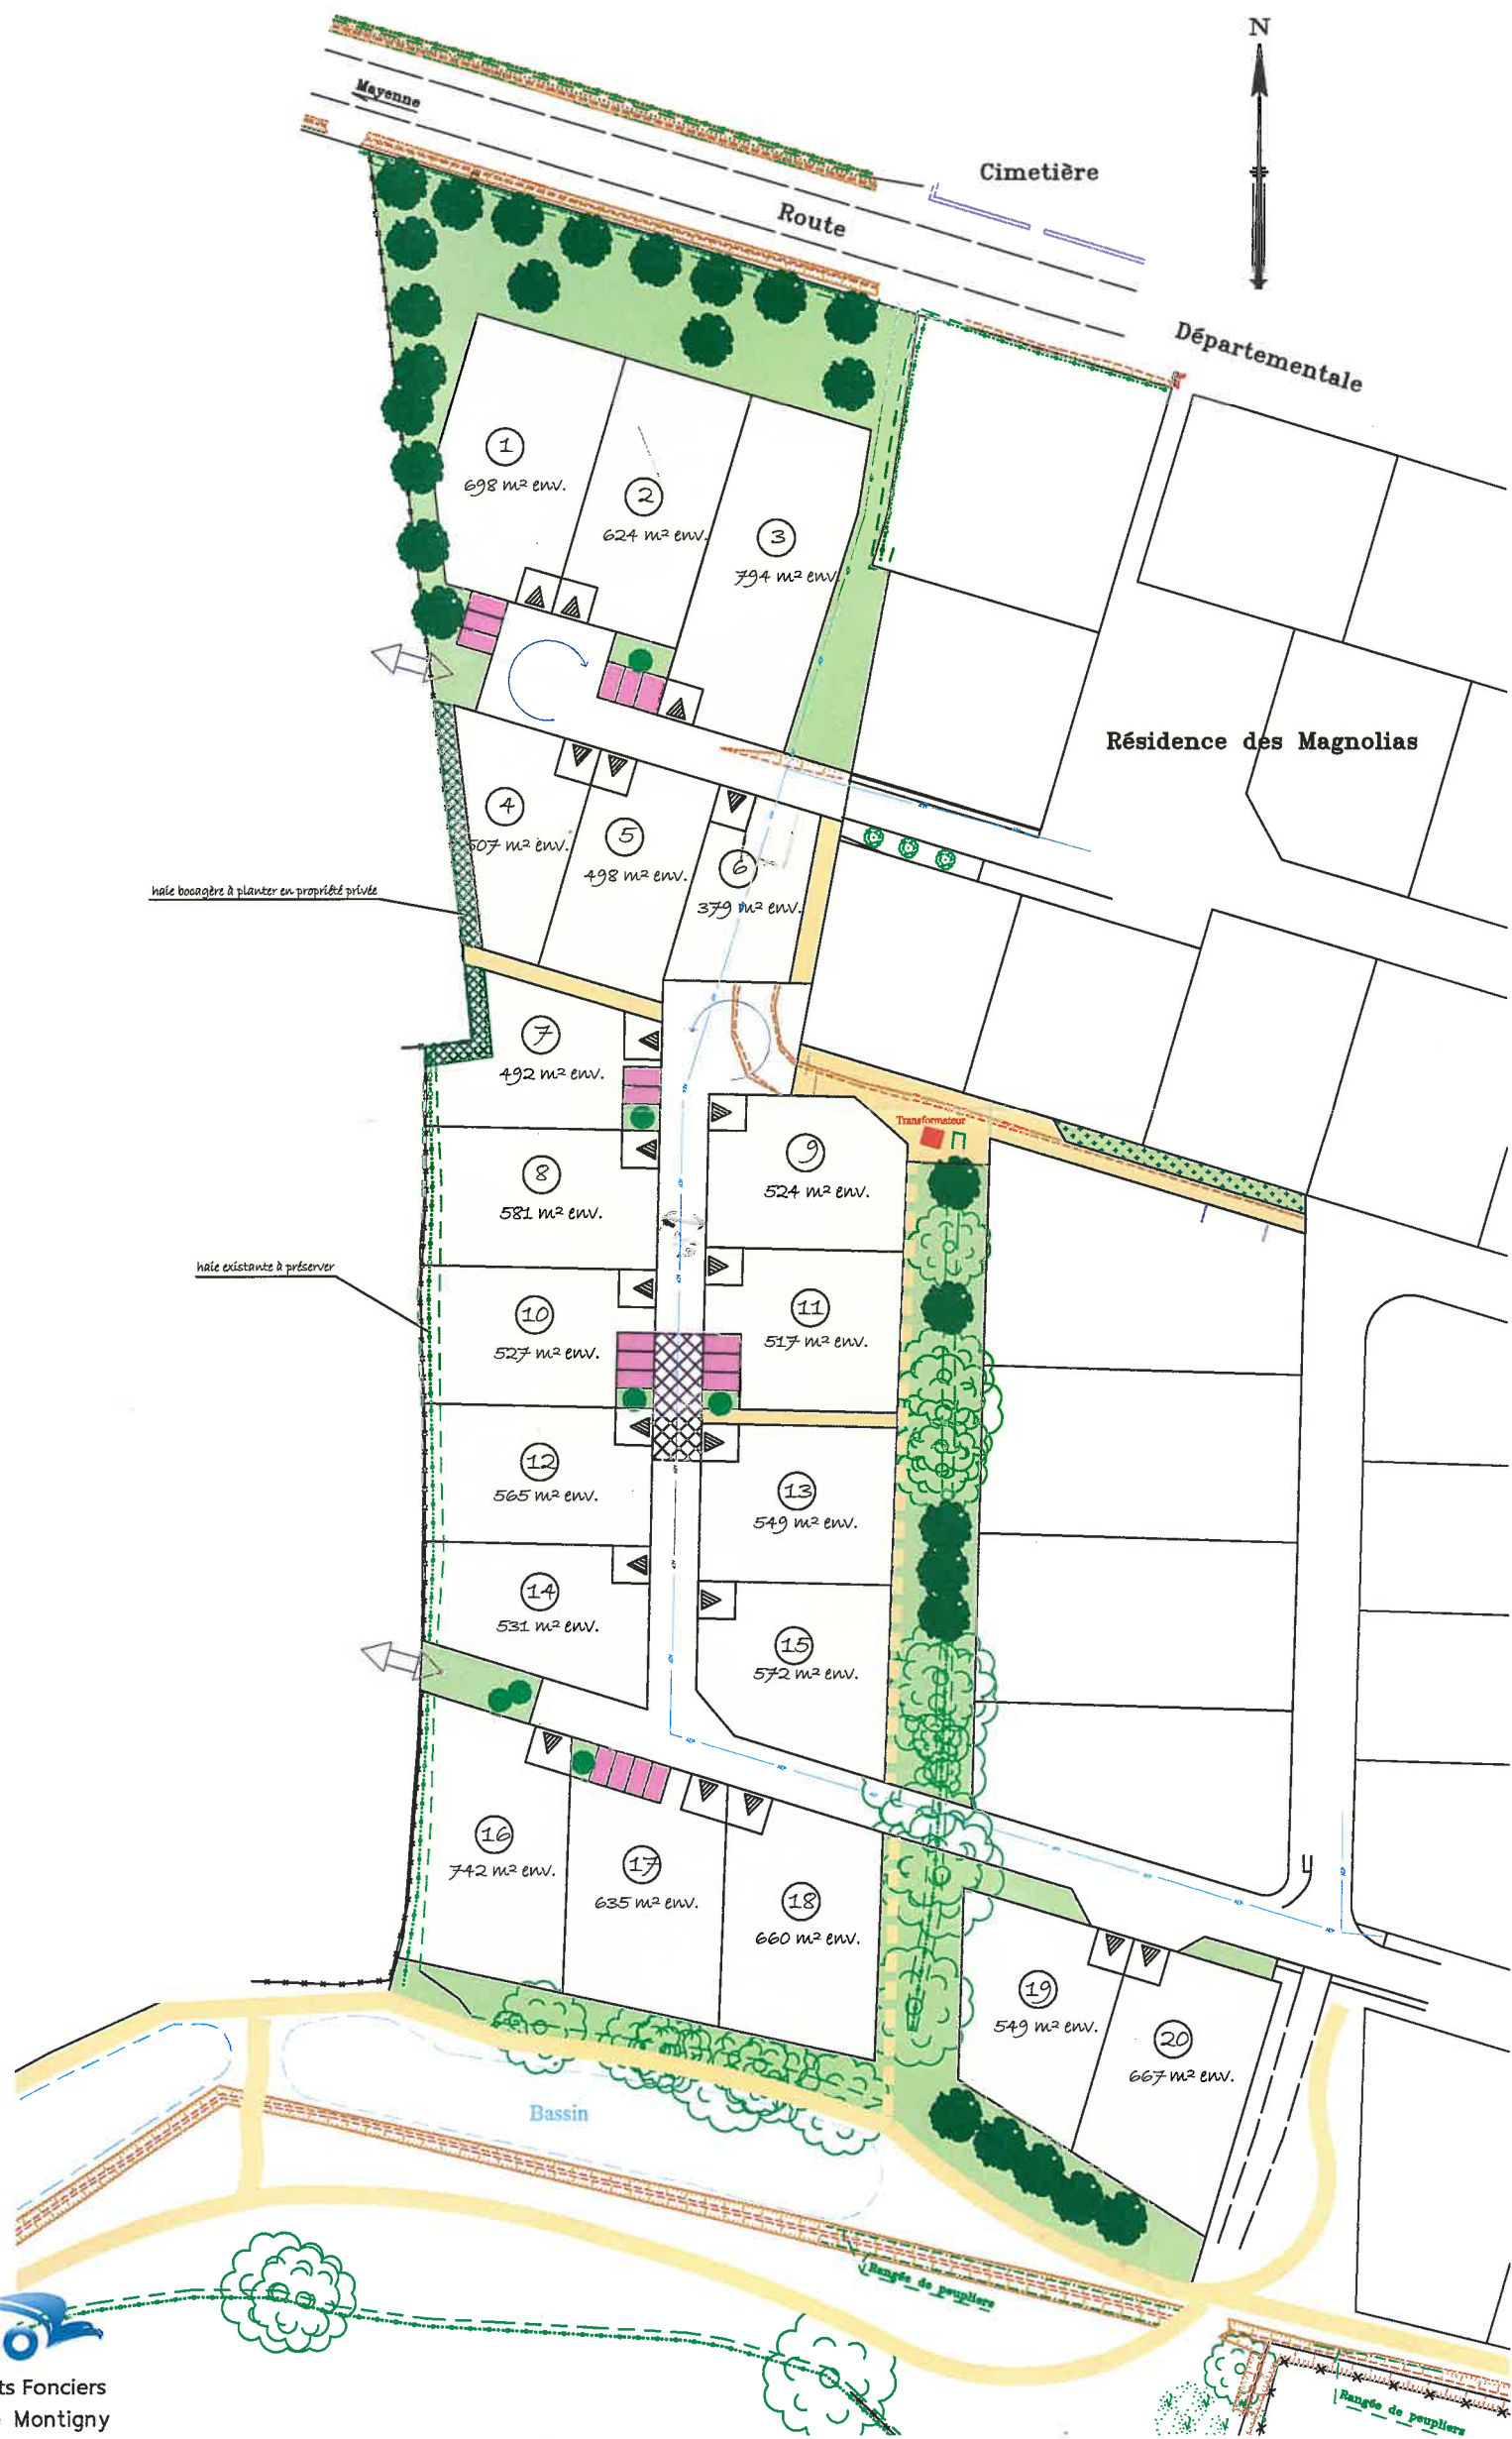 N
Mayenne
Cimetière
Route
Départementale
1
698 m² env.
2
624 m² env.
3
794 m² env.
Résidence des Magnolias
4
507 m² env.
5
498 m² env.
6
379 m² env.
haie bocagère à planter en propriété privée
7
492 m² env.
Transformateur
9
524 m² env.
8
581 m² env.
haie existante à préserver
10
527 m² env.
11
517 m² env.
12
565 m² env.
13
549 m² env.
14
531 m² env.
15
572 m² env.
16
742 m² env.
17
635 m² env.
18
660 m² env.
19
549 m² env.
20
667 m² env.
Bassin
Rangée de peupliers
Rangée de peupliers
ts Fonciers
Montigny